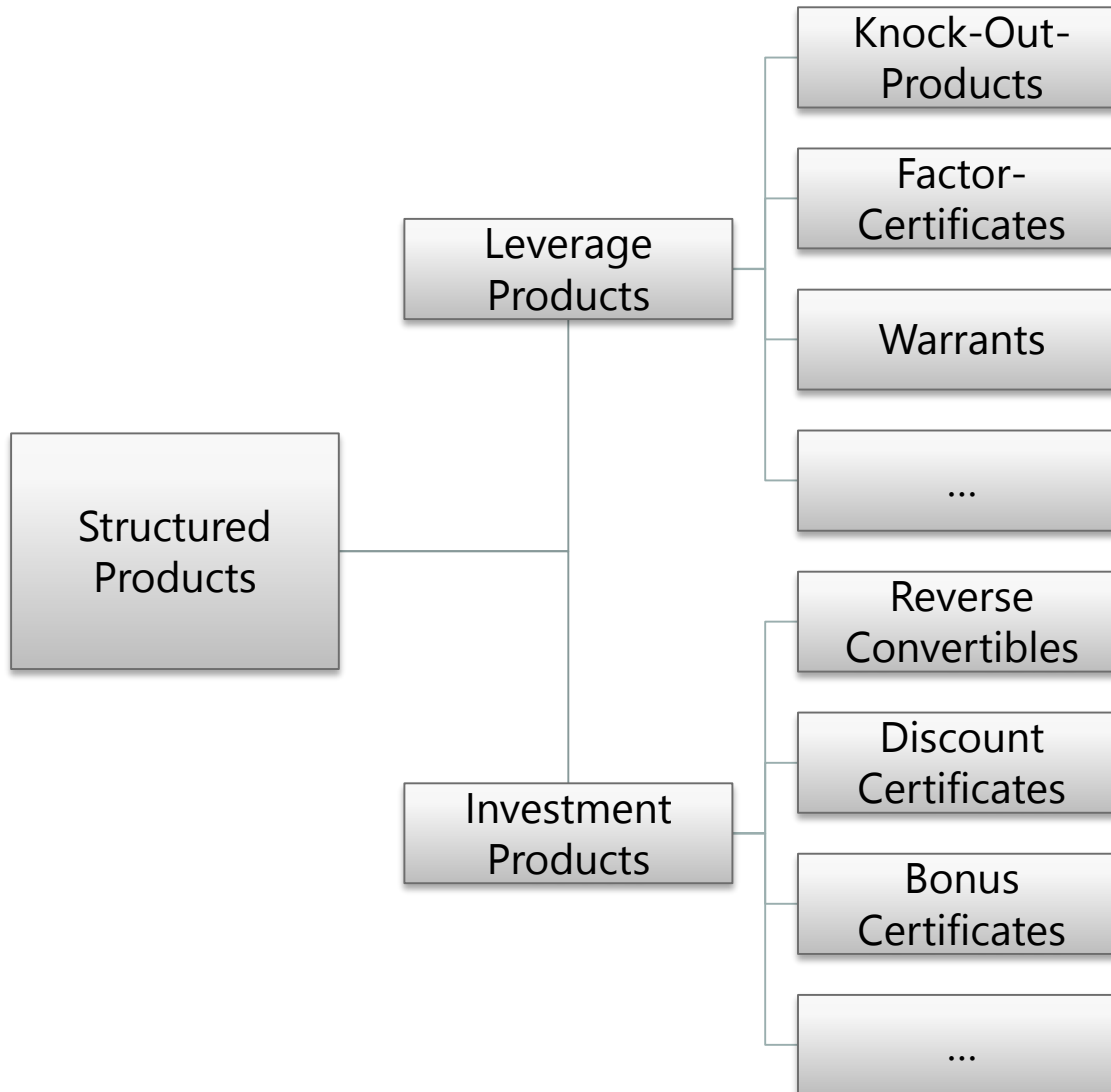 Structured
Products
Leverage
Products
Knock-Out-
Products
Factor-
Certificates
Warrants
...
Investment
Products
Reverse
Convertibles
Discount
Certificates
Bonus
Certificates
...